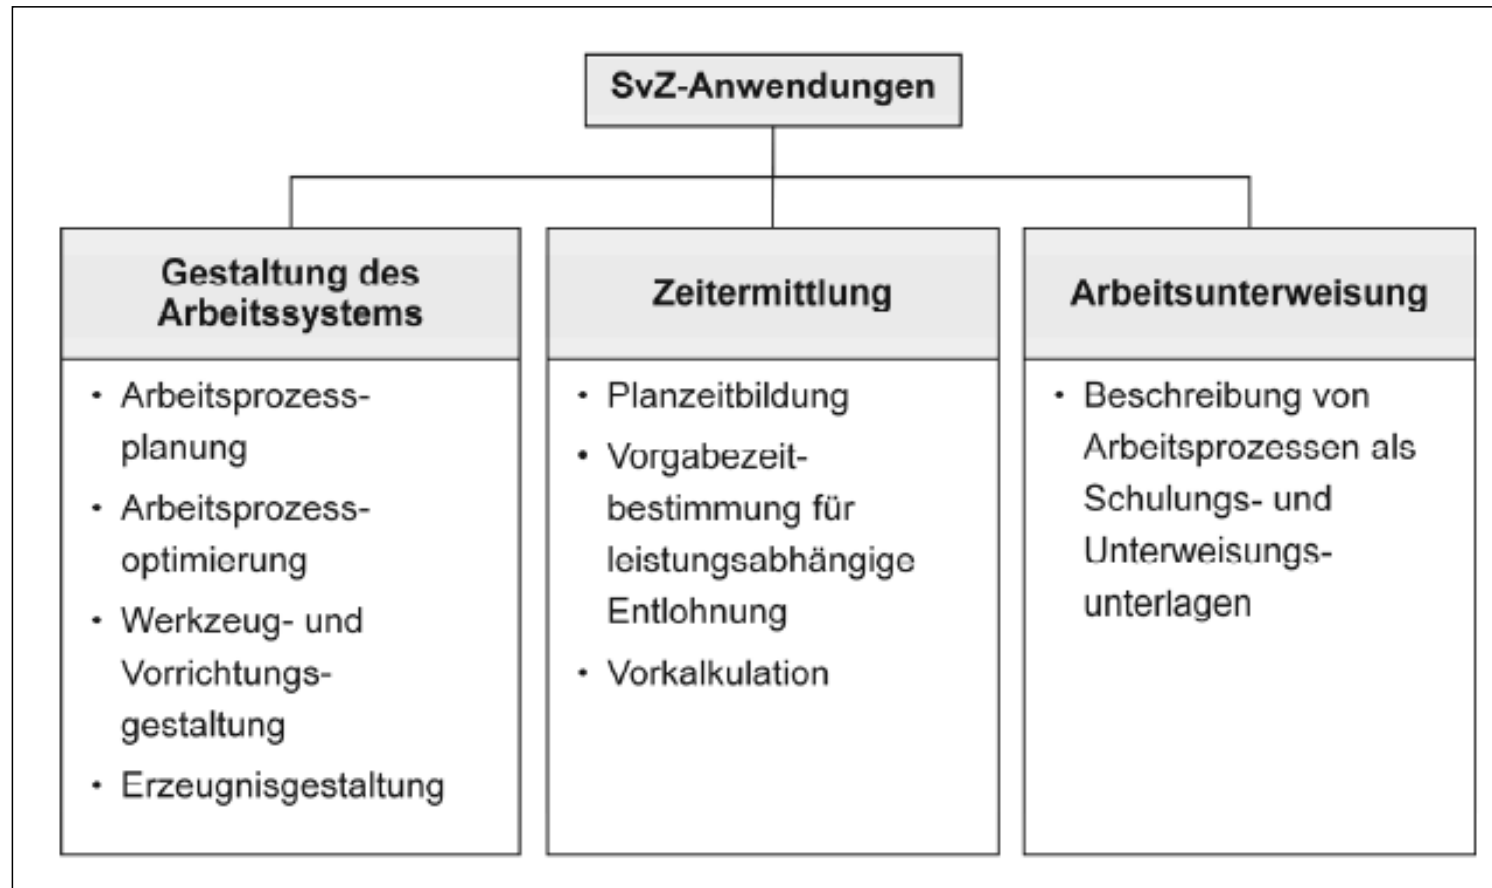 SvZ-Anwendungen
Gestaltung des
Arbeitssystems
• Arbeitsprozess-
planung
• Arbeitsprozess-
optimierung
• Werkzeug- und
Vorrichtungs-
gestaltung
• Erzeugnisgestaltung
Zeitermittlung
• Planzeitbildung
• Vorgabezeit-
bestimmung für
leistungsabhängige
Entlohnung
• Vorkalkulation
Arbeitsunterweisung
• Beschreibung von
Arbeitsprozessen als
Schulungs- und
Unterweisungs-
unterlagen